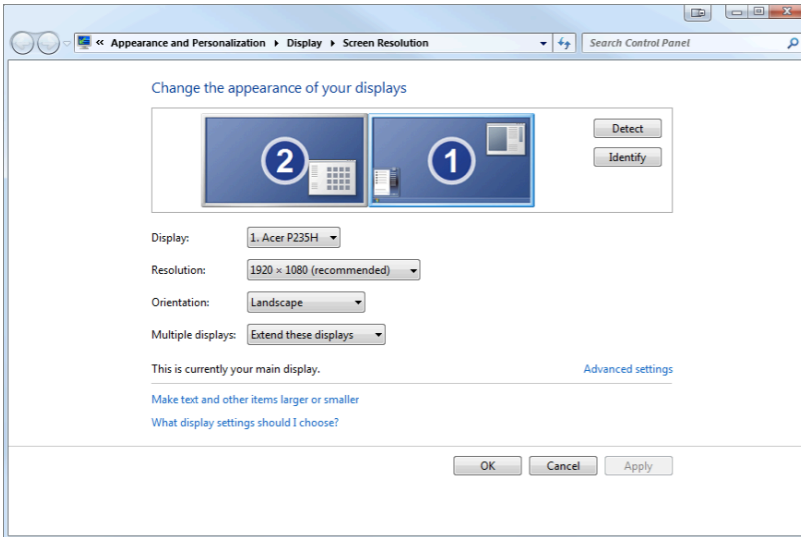 « Appearance and Personalization ▸ Display ▸ Screen Resolution Search Control Panel
Change the appearance of your displays
2 1
Detect
Identify
Display: 1. Acer P235H
Resolution: 1920 × 1080 (recommended)
Orientation: Landscape
Multiple displays: Extend these displays
This is currently your main display. Advanced settings
Make text and other items larger or smaller
What display settings should I choose?
OK Cancel Apply